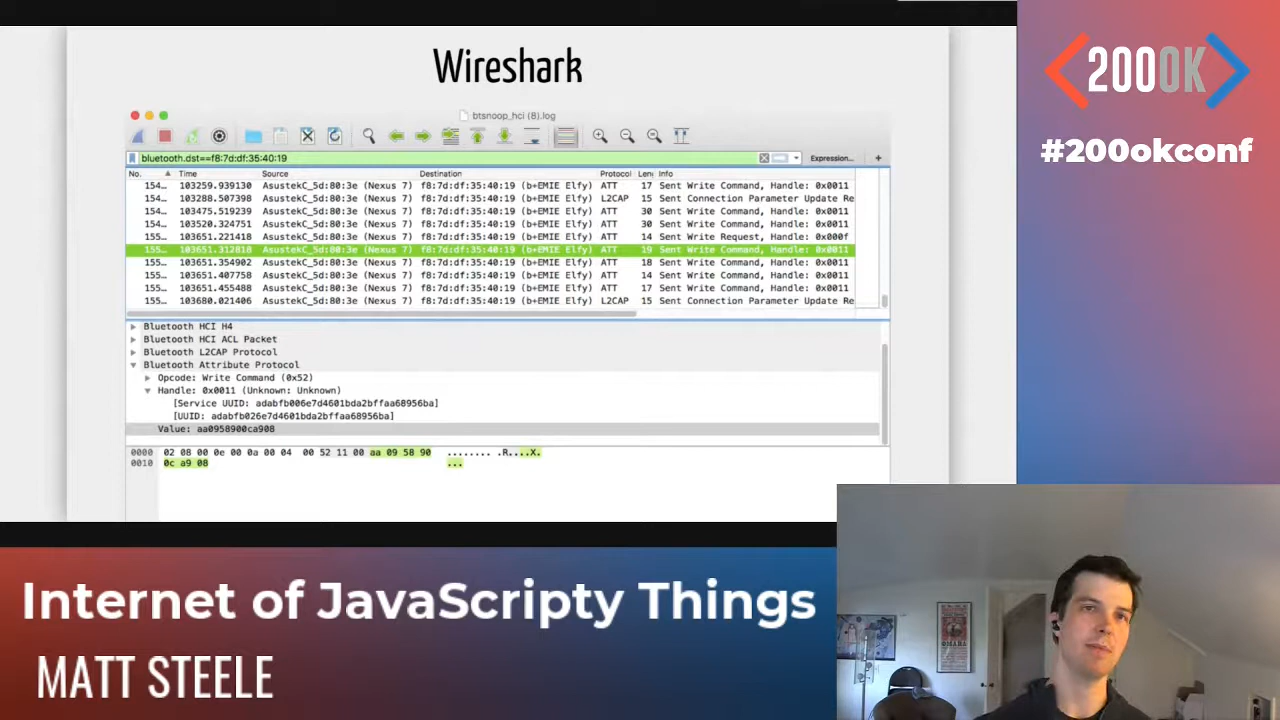 Wireshark
btsnoop_hci (8).log
bluetooth.dst==f8:7d:df:35:40:19
Expression...
+
No. Time Source Destination Protocol Info
154… 103259.939130 AsustekC_5d:80:3e (Nexus 7) f8:7d:df:35:40:19 (b+EMIE Elfy) ATT 17 Sent Write Command, Handle: 0x0011
154… 103288.507398 AsustekC_5d:80:3e (Nexus 7) f8:7d:df:35:40:19 (b+EMIE Elfy) L2CAP 15 Sent Connection Parameter Update Re
154… 103475.519239 AsustekC_5d:80:3e (Nexus 7) f8:7d:df:35:40:19 (b+EMIE Elfy) ATT 30 Sent Write Command, Handle: 0x0011
154… 103520.324751 AsustekC_5d:80:3e (Nexus 7) f8:7d:df:35:40:19 (b+EMIE Elfy) ATT 30 Sent Write Command, Handle: 0x0011
155… 103651.221418 AsustekC_5d:80:3e (Nexus 7) f8:7d:df:35:40:19 (b+EMIE Elfy) ATT 14 Sent Write Request, Handle: 0x000f
155… 103651.312818 AsustekC_5d:80:3e (Nexus 7) f8:7d:df:35:40:19 (b+EMIE Elfy) ATT 19 Sent Write Command, Handle: 0x0011
155… 103651.354902 AsustekC_5d:80:3e (Nexus 7) f8:7d:df:35:40:19 (b+EMIE Elfy) ATT 18 Sent Write Command, Handle: 0x0011
155… 103651.407758 AsustekC_5d:80:3e (Nexus 7) f8:7d:df:35:40:19 (b+EMIE Elfy) ATT 14 Sent Write Command, Handle: 0x0011
155… 103651.455488 AsustekC_5d:80:3e (Nexus 7) f8:7d:df:35:40:19 (b+EMIE Elfy) ATT 17 Sent Write Command, Handle: 0x0011
155… 103680.021406 AsustekC_5d:80:3e (Nexus 7) f8:7d:df:35:40:19 (b+EMIE Elfy) L2CAP 15 Sent Connection Parameter Update Re
Bluetooth HCI H4
Bluetooth HCI ACL Packet
Bluetooth L2CAP Protocol
Bluetooth Attribute Protocol
Opcode: Write Command (0x52)
Handle: 0x0011 (Unknown: Unknown)
[Service UUID: adabfb006e7d4601bda2bffaa68956ba]
[UUID: adabfb026e7d4601bda2bffaa68956ba]
Value: aa0958900ca908
0000 02 08 00 0e 00 0a 00 04 00 52 11 00 aa 09 58 90 ........ .R....X.
0010 0c a9 08 ...
200OK
#200okconf
Internet of JavaScripty Things
MATT STEELE
OMAHA